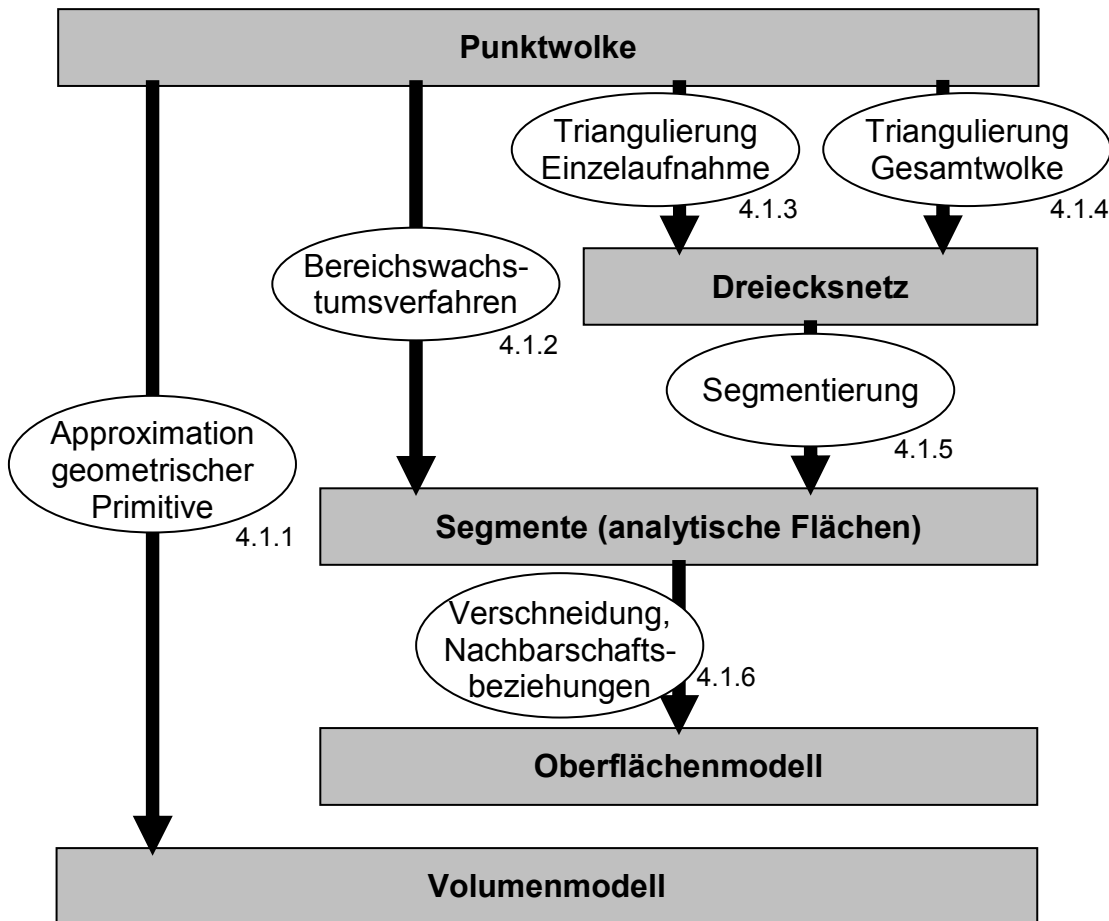 Punktwolke
Triangulierung
Einzelaufnahme
4.1.3
Triangulierung
Gesamtwolke
4.1.4
Bereichswachs-
tumsverfahren
4.1.2
Dreiecksnetz
Segmentierung
4.1.5
Approximation
geometrischer
Primitive
4.1.1
Segmente (analytische Flächen)
Verschneidung,
Nachbarschafts-
beziehungen
4.1.6
Oberflächenmodell
Volumenmodell